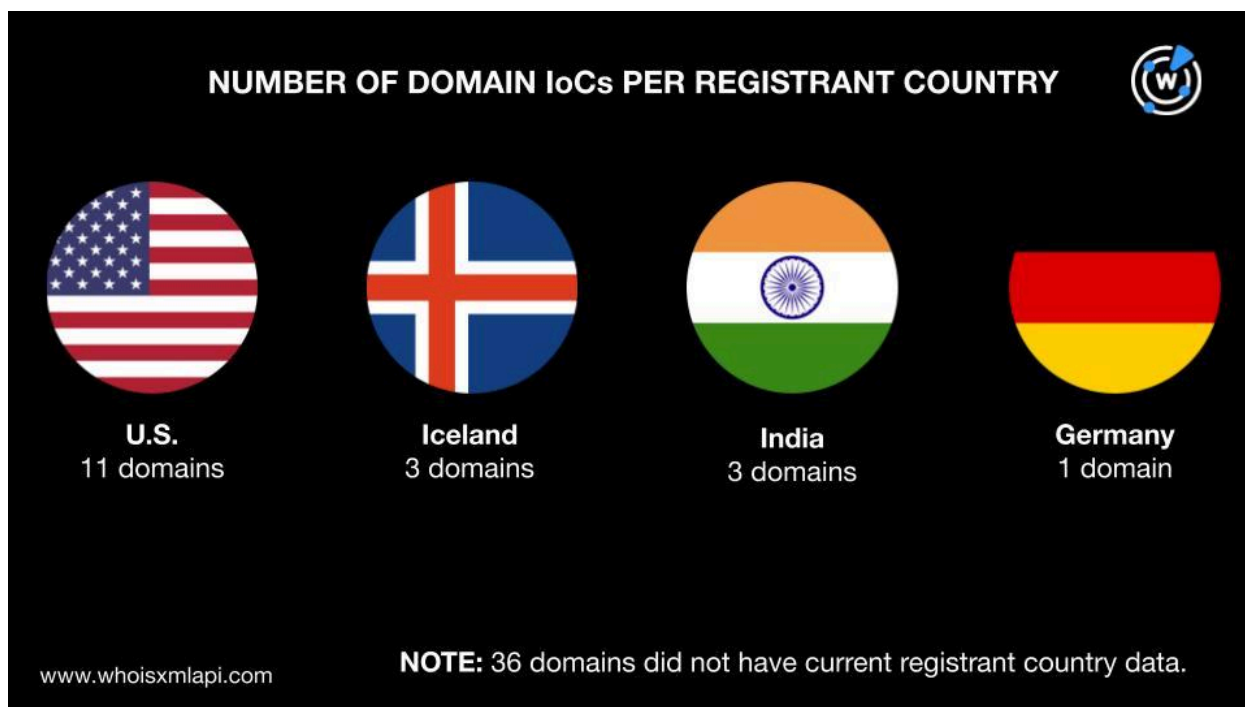 NUMBER OF DOMAIN IoCs PER REGISTRANT COUNTRY
W
U.S.
11 domains
Iceland
3 domains
India
3 domains
Germany
1 domain
www.whoisxmlapi.com
NOTE: 36 domains did not have current registrant country data.